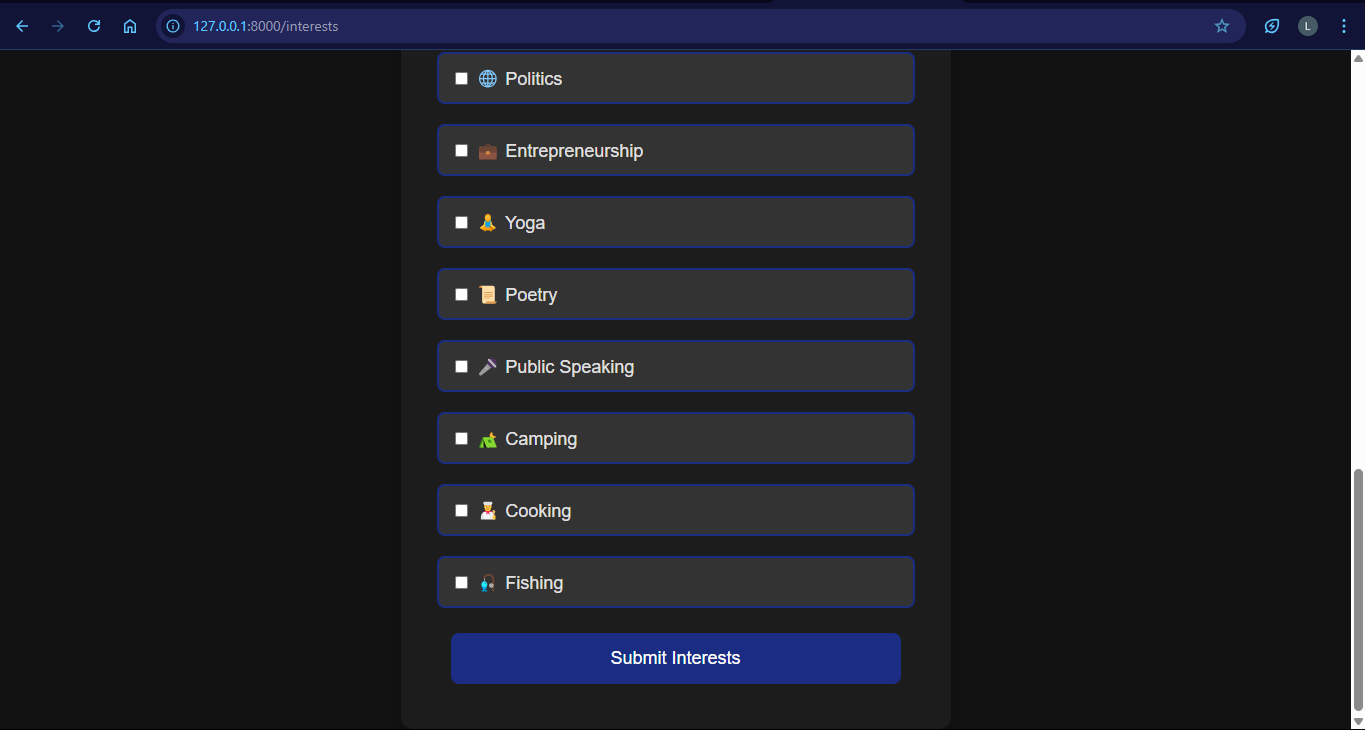 127.0.0.1:8000/interests
L
Politics
Entrepreneurship
Yoga
Poetry
Public Speaking
Camping
Cooking
Fishing
Submit Interests